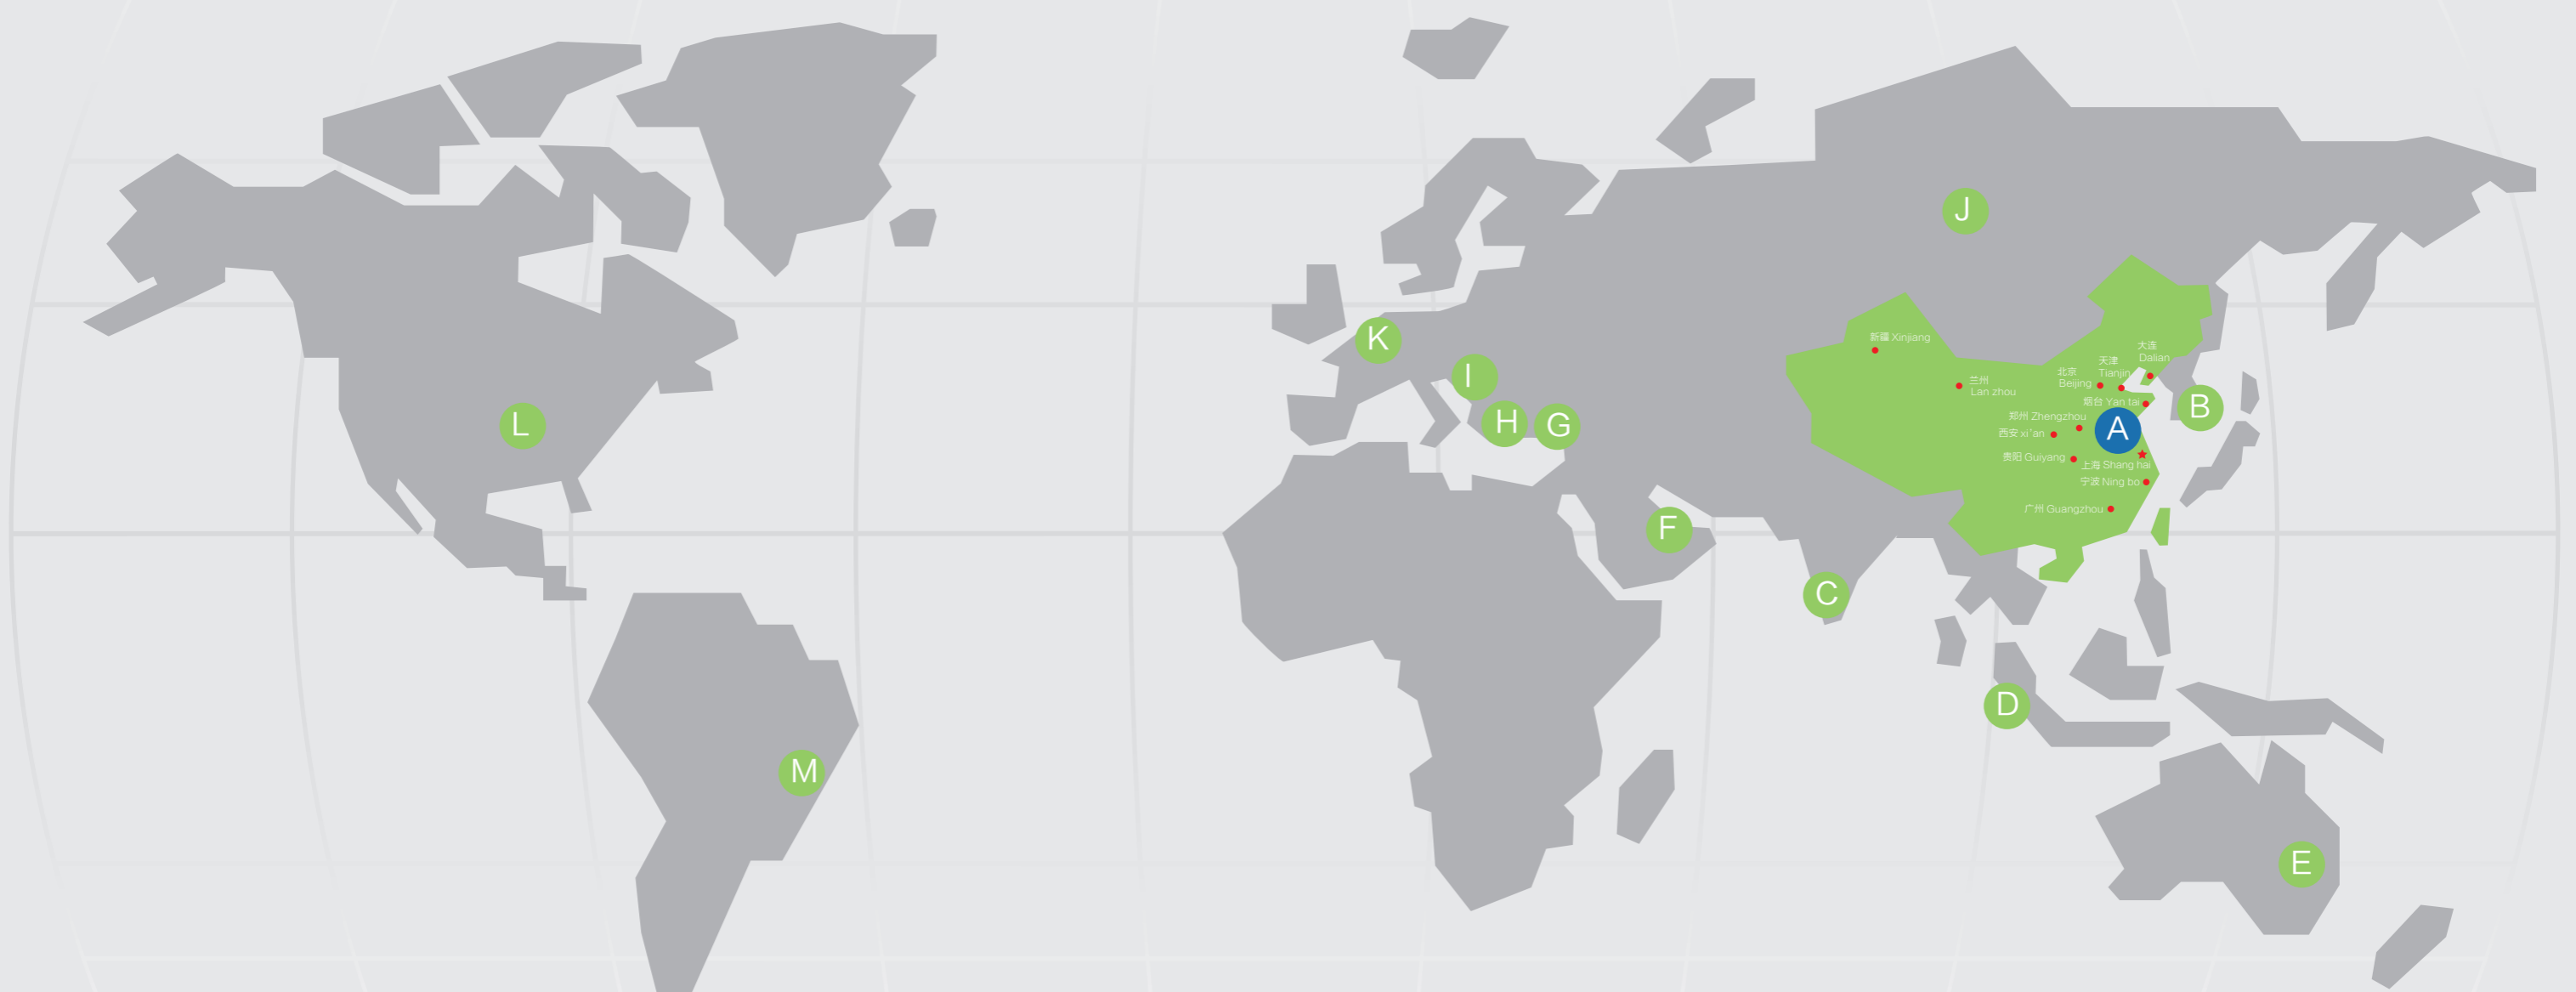 J
新疆 Xinjiang
K
大连
Dalian
天津
Tianjin
I
北京
Beijing
兰州
Lan zhou
烟台 Yan tai
B
郑州 Zhengzhou
L
H
G
A
西安 xi'an
贵阳 Guiyang
上海 Shang hai
宁波 Ning bo
广州 Guangzhou
F
C
D
M
E